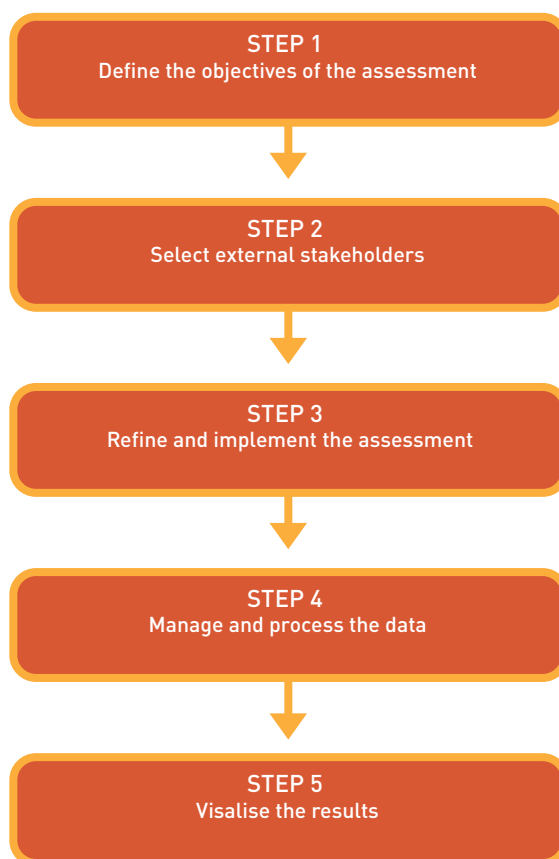 STEP 1
Define the objectives of the assessment
STEP 2
Select external stakeholders
STEP 3
Refine and implement the assessment
STEP 4
Manage and process the data
STEP 5
Visalise the results